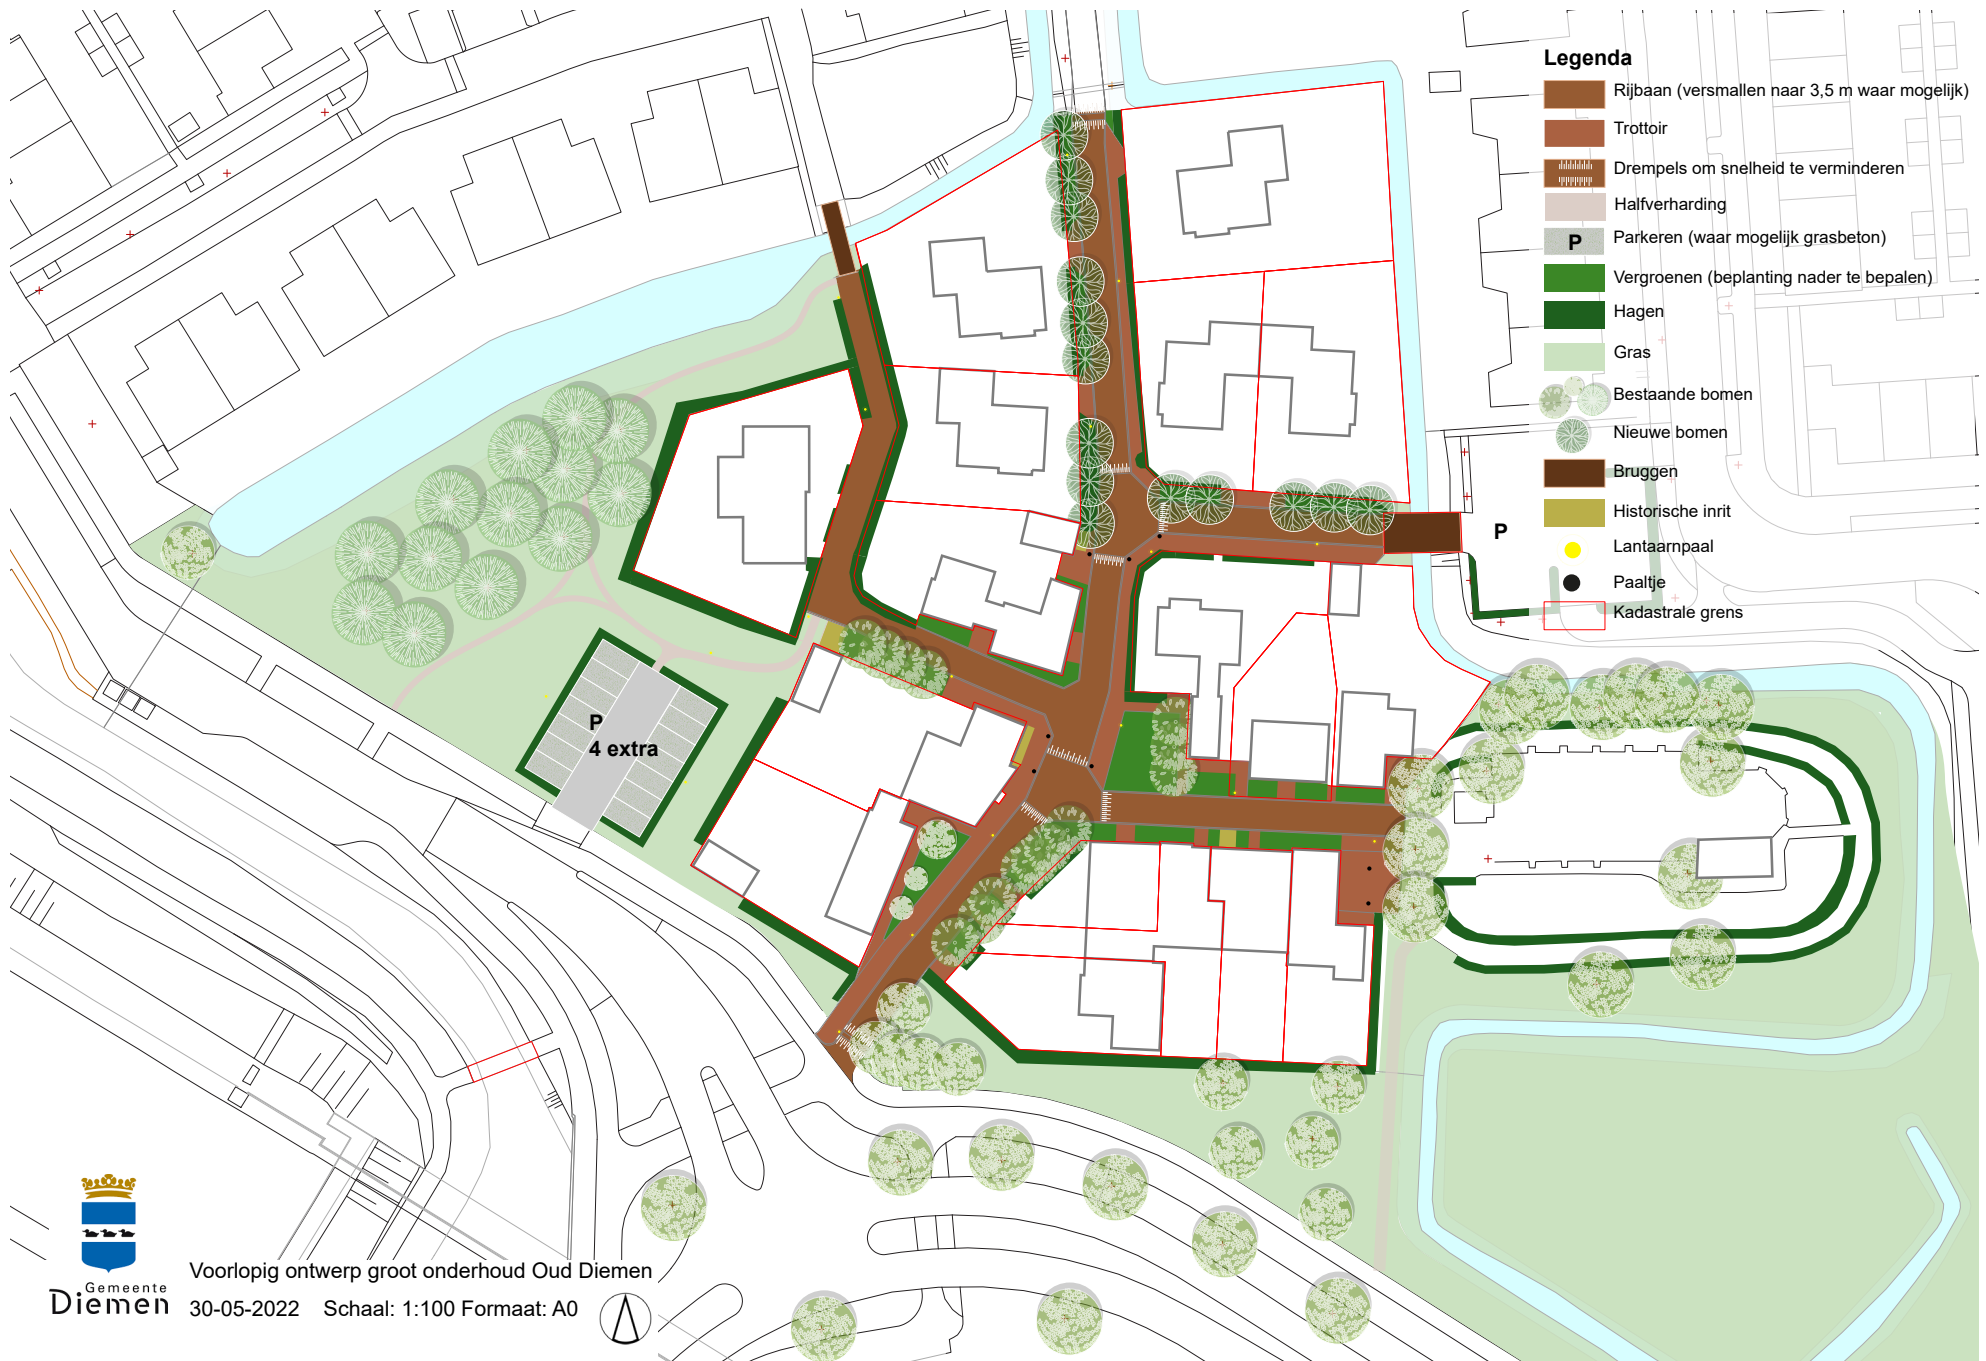 Legenda
Rijbaan (versmallen naar 3,5 m waar mogelijk)
Trottoir
Drempels om snelheid te verminderen
Halfverharding
P Parkeren (waar mogelijk grasbeton)
Vergroenen (beplanting nader te bepalen)
Hagen
Gras
Bestaande bomen
Nieuwe bomen
Bruggen
Historische inrit
Lantaarnpaal
Paaltje
Kadastrale grens
P
P
4 extra
Gemeente
Diemen
Voorlopig ontwerp groot onderhoud Oud Diemen
30-05-2022 Schaal: 1:100 Formaat: A0